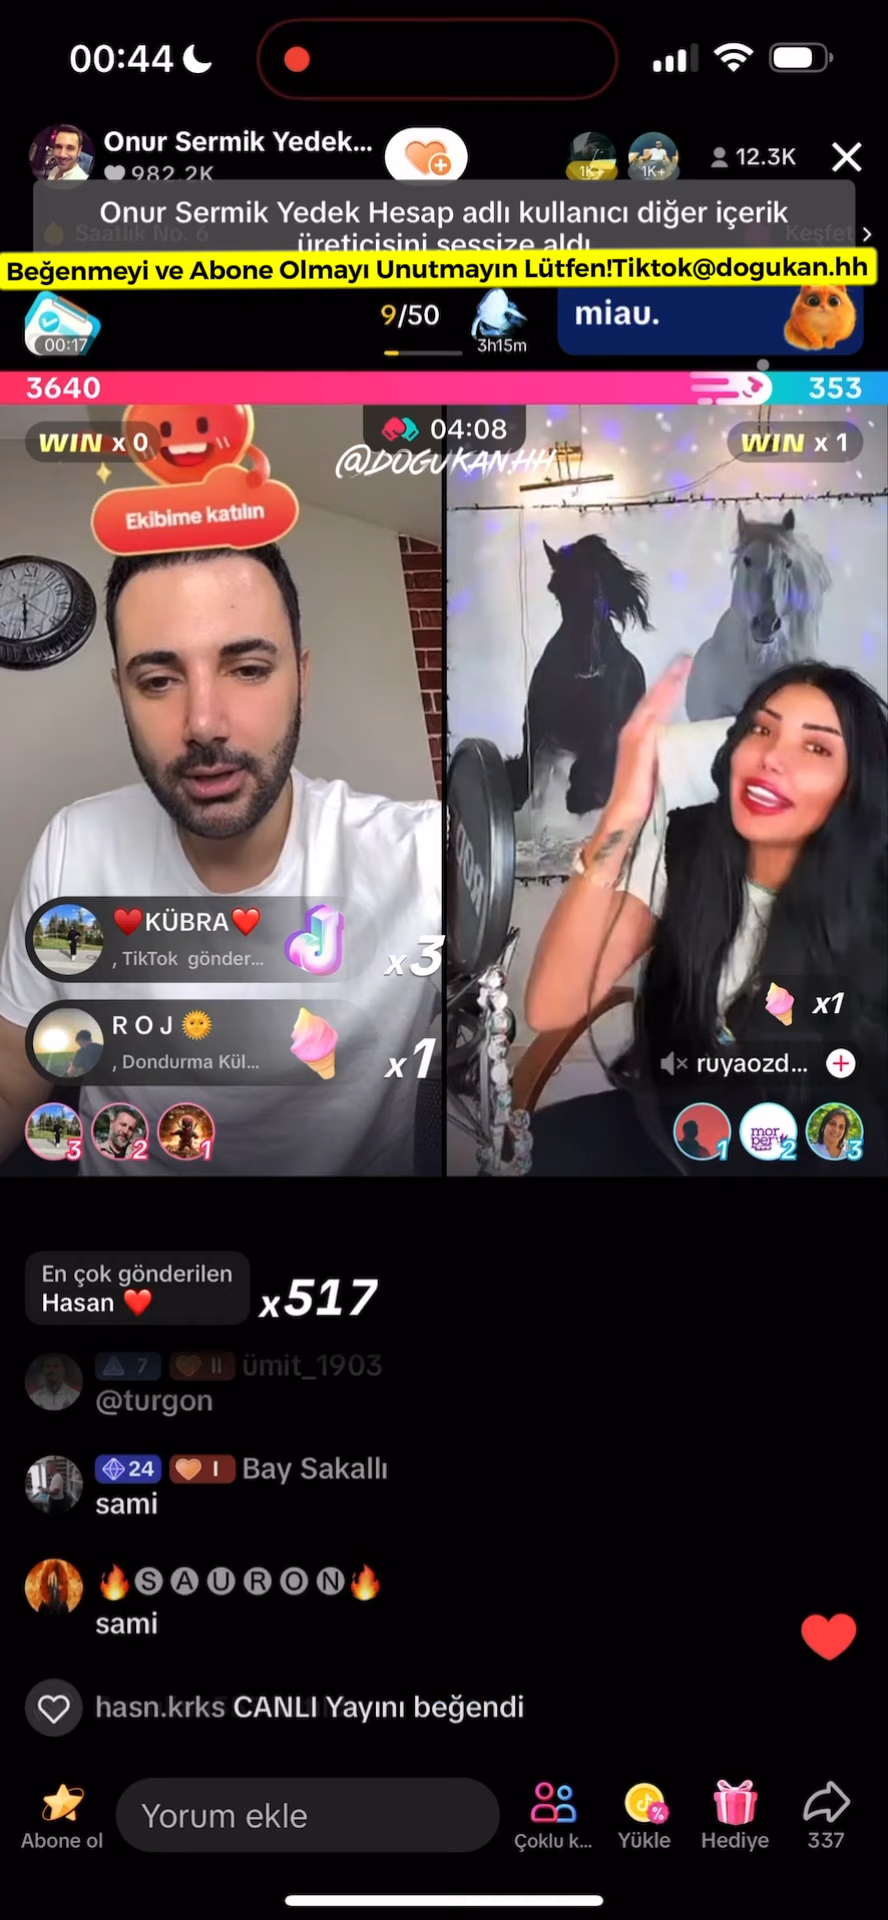 00:44
Onur Sermik Yedek...
982.2K
1K+
1K+
12.3K
Onur Sermik Yedek Hesap adlı kullanıcı diğer içerik
üreticisini sessize aldı
Saatlik No. 6
Keşfet
Beğenmeyi ve Abone Olmayı Unutmayın Lütfen!Tiktok@dogukan.hh
00:17
9/50
3h15m
miau.
3640
353
WIN x 0
04:08
WIN x 1
@DOGUKAN.HH
Ekibime katılın
❤️KÜBRA❤️
, TikTok gönder...
x3
R O J 🌞
, Dondurma Kül...
x1
x1
ruyaozd...
3
2
1
1
mor
2
3
En çok gönderilen
Hasan ❤️
x517
7 II ümit_1903
@turgon
24 I Bay Sakallı
sami
🔥🅢🅐🅤🅡🅞🅝🔥
sami
hasn.krks CANLI Yayını beğendi
Abone ol
Yorum ekle
Çoklu k...
Yükle
Hediye
337